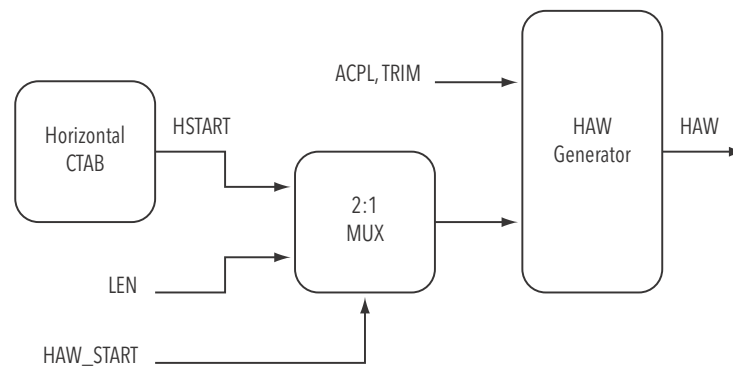 ACPL, TRIM
Horizontal
CTAB
HSTART
HAW
Generator
HAW
2:1
MUX
LEN
HAW_START